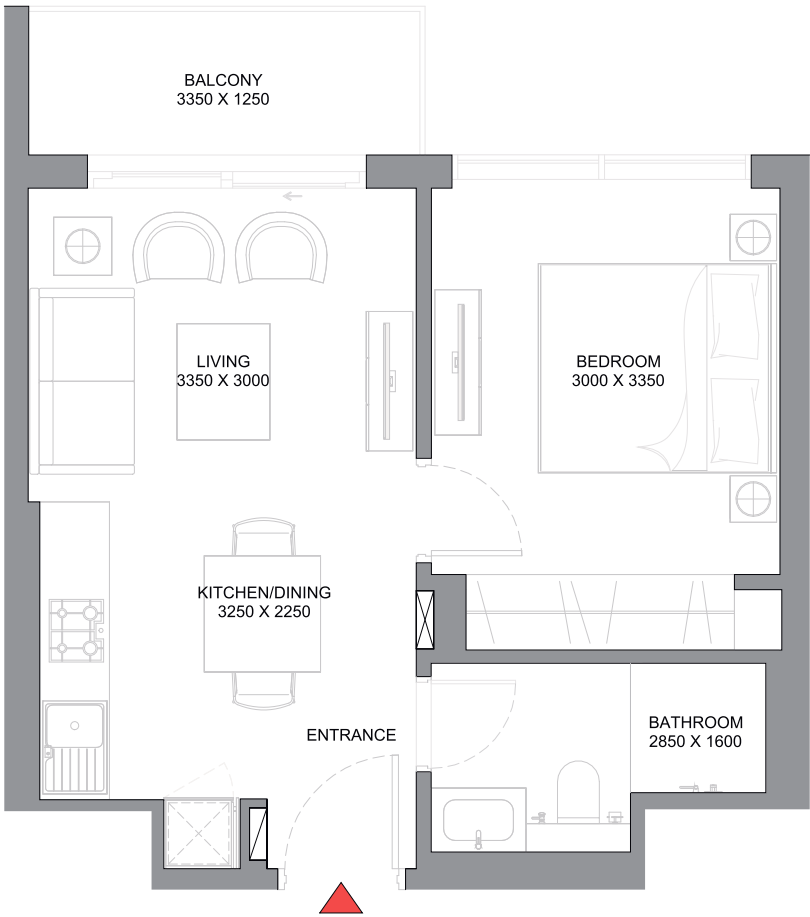 BALCONY
3350 X 1250
LIVING
3350 X 3000
BEDROOM
3000 X 3350
KITCHEN/DINING
3250 X 2250
ENTRANCE
BATHROOM
2850 X 1600